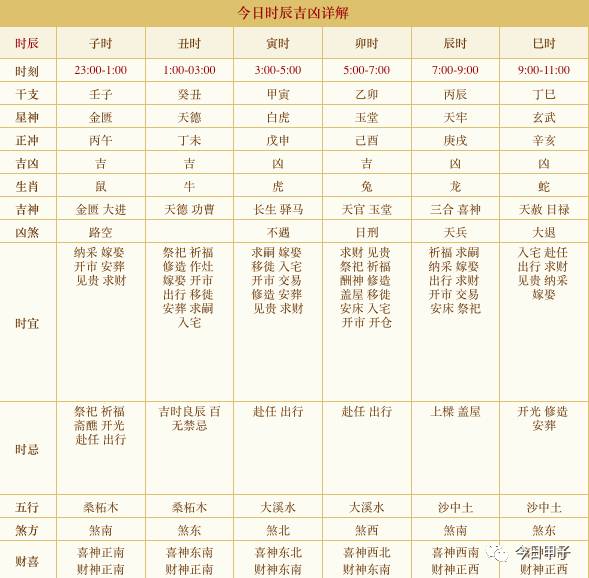 今日时辰吉凶详解
时辰 子时 丑时 寅时 卯时 辰时 巳时
时刻 23:00-1:00 1:00-03:00 3:00-5:00 5:00-7:00 7:00-9:00 9:00-11:00
干支 壬子 癸丑 甲寅 乙卯 丙辰 丁巳
星神 金匮 天德 白虎 玉堂 天牢 玄武
正冲 丙午 丁未 戊申 己酉 庚戌 辛亥
吉凶 吉 吉 凶 吉 凶 凶
生肖 鼠 牛 虎 兔 龙 蛇
吉神 金匮 大进 天德 功曹 长生 驿马 天官 玉堂 三合 喜神 天赦 日禄
凶煞 路空 不遇 日刑 天兵 大退
时宜
纳采 嫁娶
开市 安葬
见贵 求财
祭祀 祈福
修造 作灶
嫁娶 开市
出行 移徙
安葬 求嗣
入宅
求嗣 嫁娶
移徙 入宅
开市 交易
修造 安葬
见贵 求财
求财 见贵
祭祀 祈福
酬神 修造
盖屋 移徙
安床 入宅
开市 开仓
祈福 求嗣
纳采 嫁娶
出行 求财
开市 交易
安床 祭祀
入宅 赴任
出行 求财
见贵 纳采
嫁娶
时忌
祭祀 祈福
斋醮 开光
赴任 出行
吉时良辰 百
无禁忌
赴任 出行
赴任 出行
上樑 盖屋
开光 修造
安葬
五行 桑柘木 桑柘木 大溪水 大溪水 沙中土 沙中土
煞方 煞南 煞东 煞北 煞西 煞南 煞东
财喜
喜神正南
财神正南
喜神东南
财神正南
喜神东北
财神东南
喜神西北
财神东南
喜神西南
财神正西
财神正西
今日甲子